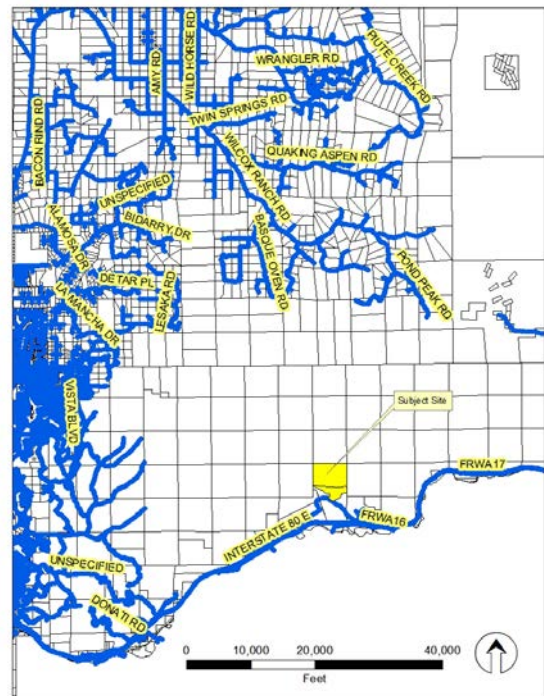 WILD HORSE RD
AMY RD
WRANGLER RD
PIUTE CREEK RD
BACON RIND RD
TWIN SPRINGS RD
WILCOX RANCH RD
QUAKING ASPEN RD
UNSPECIFIED
BIDARRY DR
ALAMOSA DR
DETAR PL
LESAKA RD
BASQUE OVEN RD
POND PEAK RD
LA MANCHA DR
VISTA BLVD
Subject Site
FRWA17
FRWA16
INTERSTATE 80 E
UNSPECIFIED
DONATI RD
0 10,000 20,000 40,000
Feet